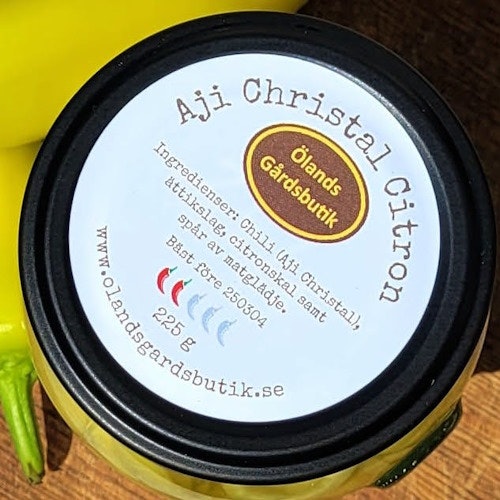 Aji Christal Citron
Ölands
Gårdsbutik
Ingredienser: Chili (Aji Christal),
ättikslag, citronskal samt
spår av matglädje.
Bäst före 250304
225 g
www.olandsgardsbutik.se